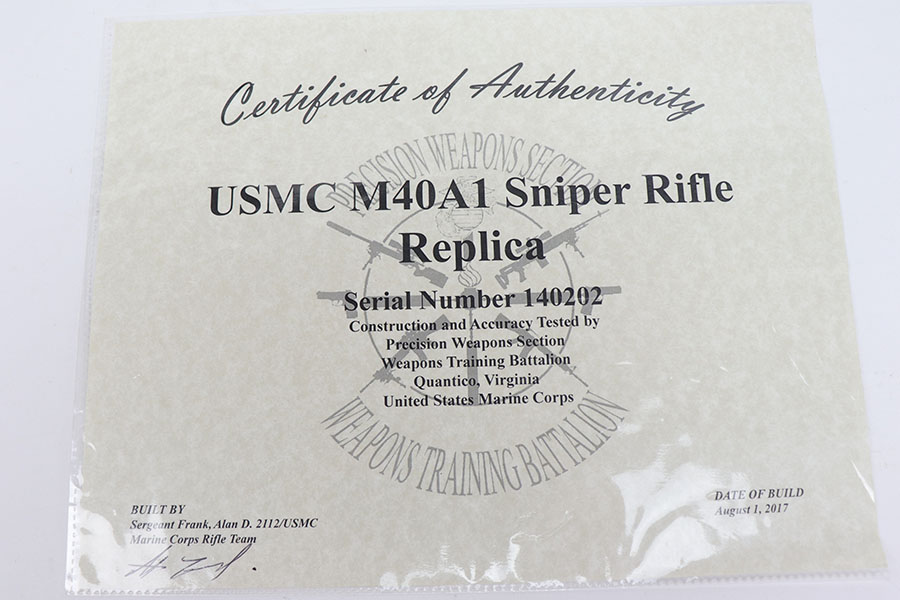 Certificate of Authenticity
PRECISION WEAPONS SECTION
USMC M40A1 Sniper Rifle
Replica
Serial Number 140202
Construction and Accuracy Tested by
Precision Weapons Section
Weapons Training Battalion
Quantico, Virginia
United States Marine Corps
WEAPONS TRAINING BATTALION
BUILT BY
Sergeant Frank, Alan D. 2112/USMC
Marine Corps Rifle Team
DATE OF BUILD
August 1, 2017